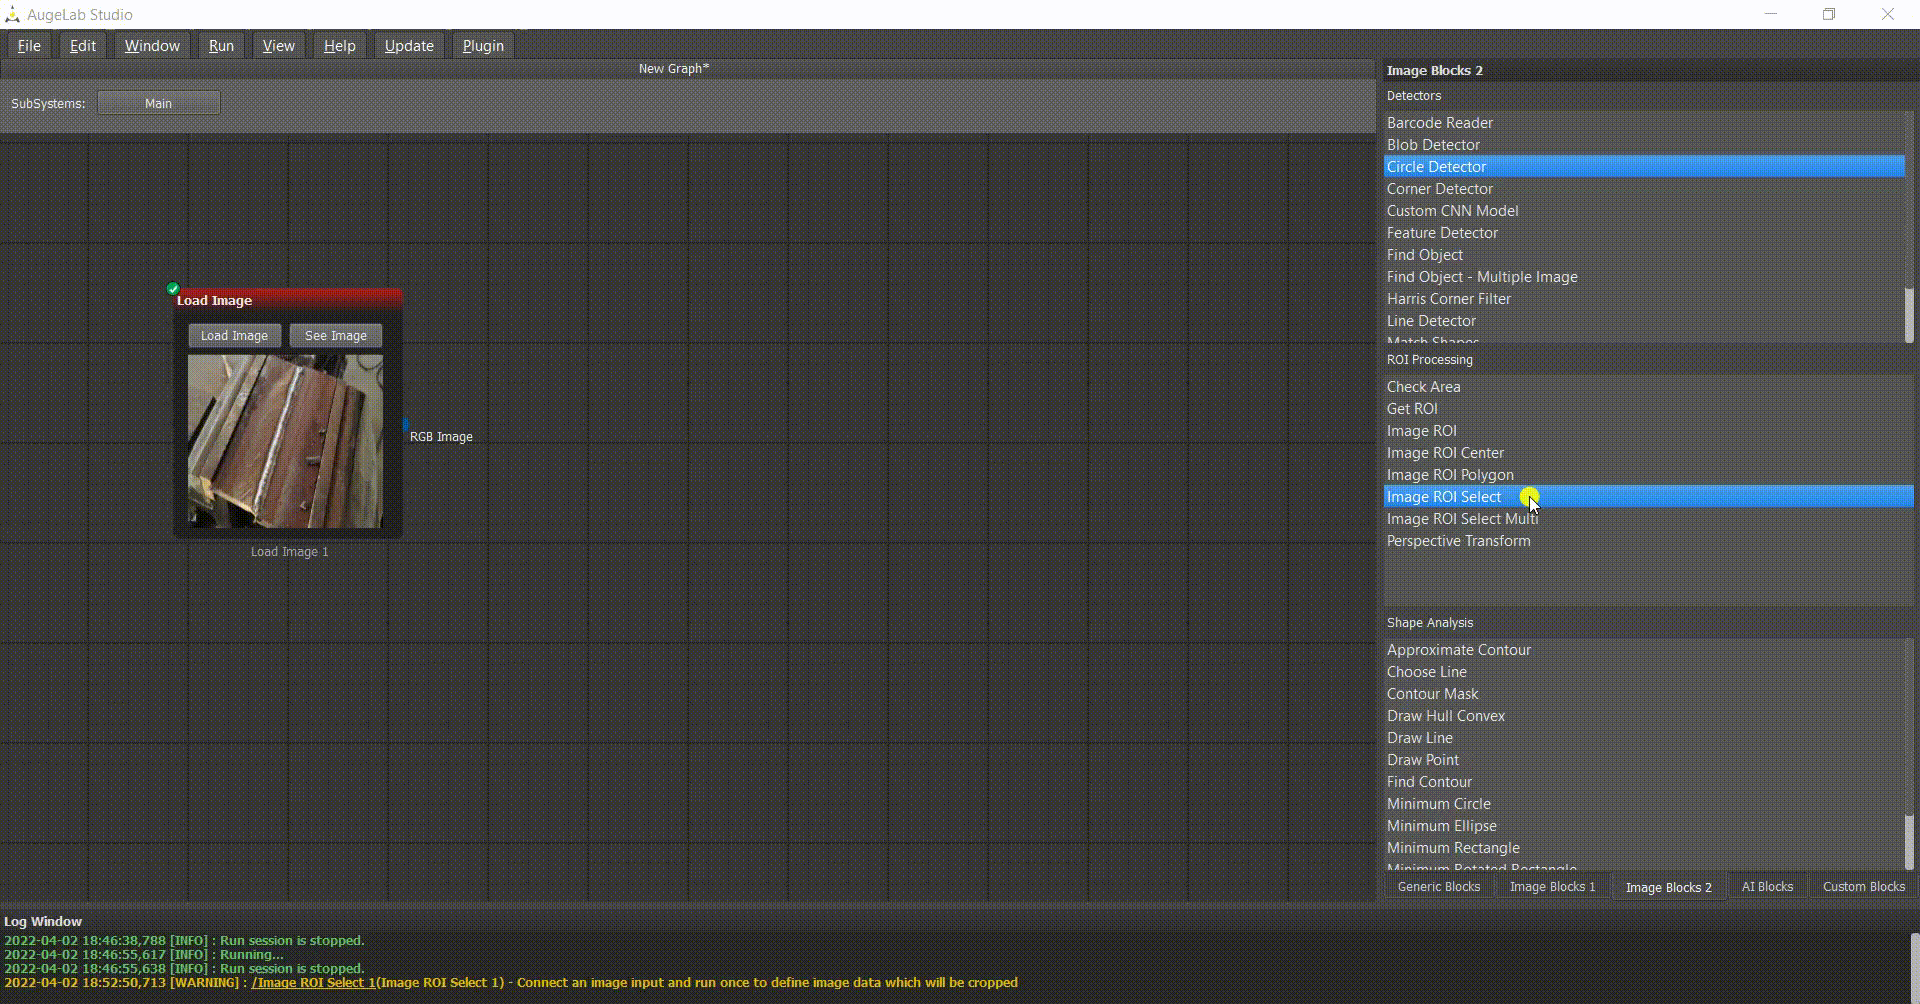 AugeLab Studio
File Edit Window Run View Help Update Plugin
New Graph*
SubSystems: Main
Load Image
Load Image See Image
RGB Image
Load Image 1
Image Blocks 2
Detectors
Barcode Reader
Blob Detector
Circle Detector
Corner Detector
Custom CNN Model
Feature Detector
Find Object
Find Object - Multiple Image
Harris Corner Filter
Line Detector
Match Shapes
ROI Processing
Check Area
Get ROI
Image ROI
Image ROI Center
Image ROI Polygon
Image ROI Select
Image ROI Select Multi
Perspective Transform
Shape Analysis
Approximate Contour
Choose Line
Contour Mask
Draw Hull Convex
Draw Line
Draw Point
Find Contour
Minimum Circle
Minimum Ellipse
Minimum Rectangle
Minimum Rotated Rectangle
Generic Blocks Image Blocks 1 Image Blocks 2 AI Blocks Custom Blocks
Log Window
2022-04-02 18:46:38,788 [INFO] : Run session is stopped.
2022-04-02 18:46:55,617 [INFO] : Running...
2022-04-02 18:46:55,638 [INFO] : Run session is stopped.
2022-04-02 18:52:50,713 [WARNING] : /Image ROI Select 1(Image ROI Select 1) - Connect an image input and run once to define image data which will be cropped